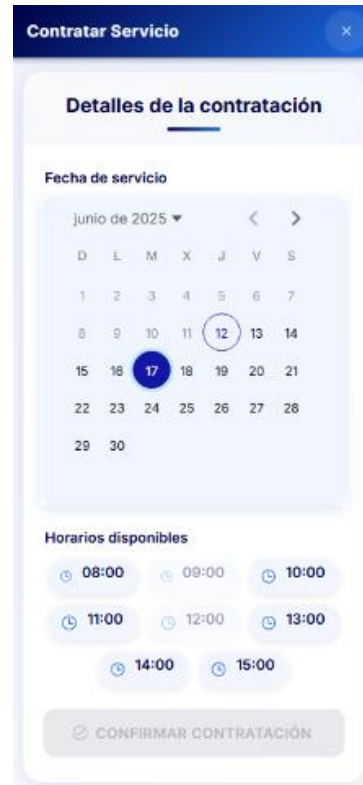 Contratar Servicio ×
Detalles de la contratación
Fecha de servicio
junio de 2025
D L M X J V S
1 2 3 4 5 6 7
8 9 10 11 12 13 14
15 16 17 18 19 20 21
22 23 24 25 26 27 28
29 30
Horarios disponibles
08:00 09:00 10:00
11:00 12:00 13:00
14:00 15:00
CONFIRMAR CONTRATACIÓN